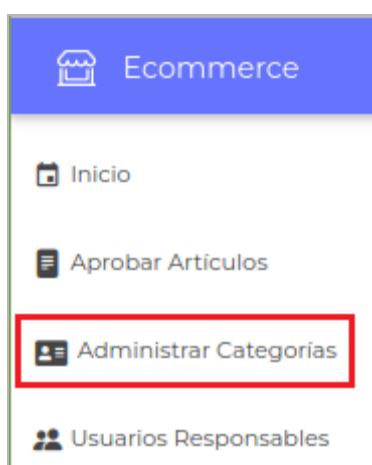 Ecommerce
Inicio
Aprobar Artículos
Administrar Categorías
Usuarios Responsables